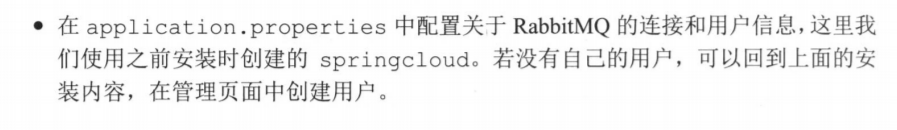 ● 在 application.properties 中配置关于 RabbitMQ 的连接和用户信息，这里我
们使用之前安装时创建的 springcloud。若没有自己的用户，可以回到上面的安
装内容，在管理页面中创建用户。